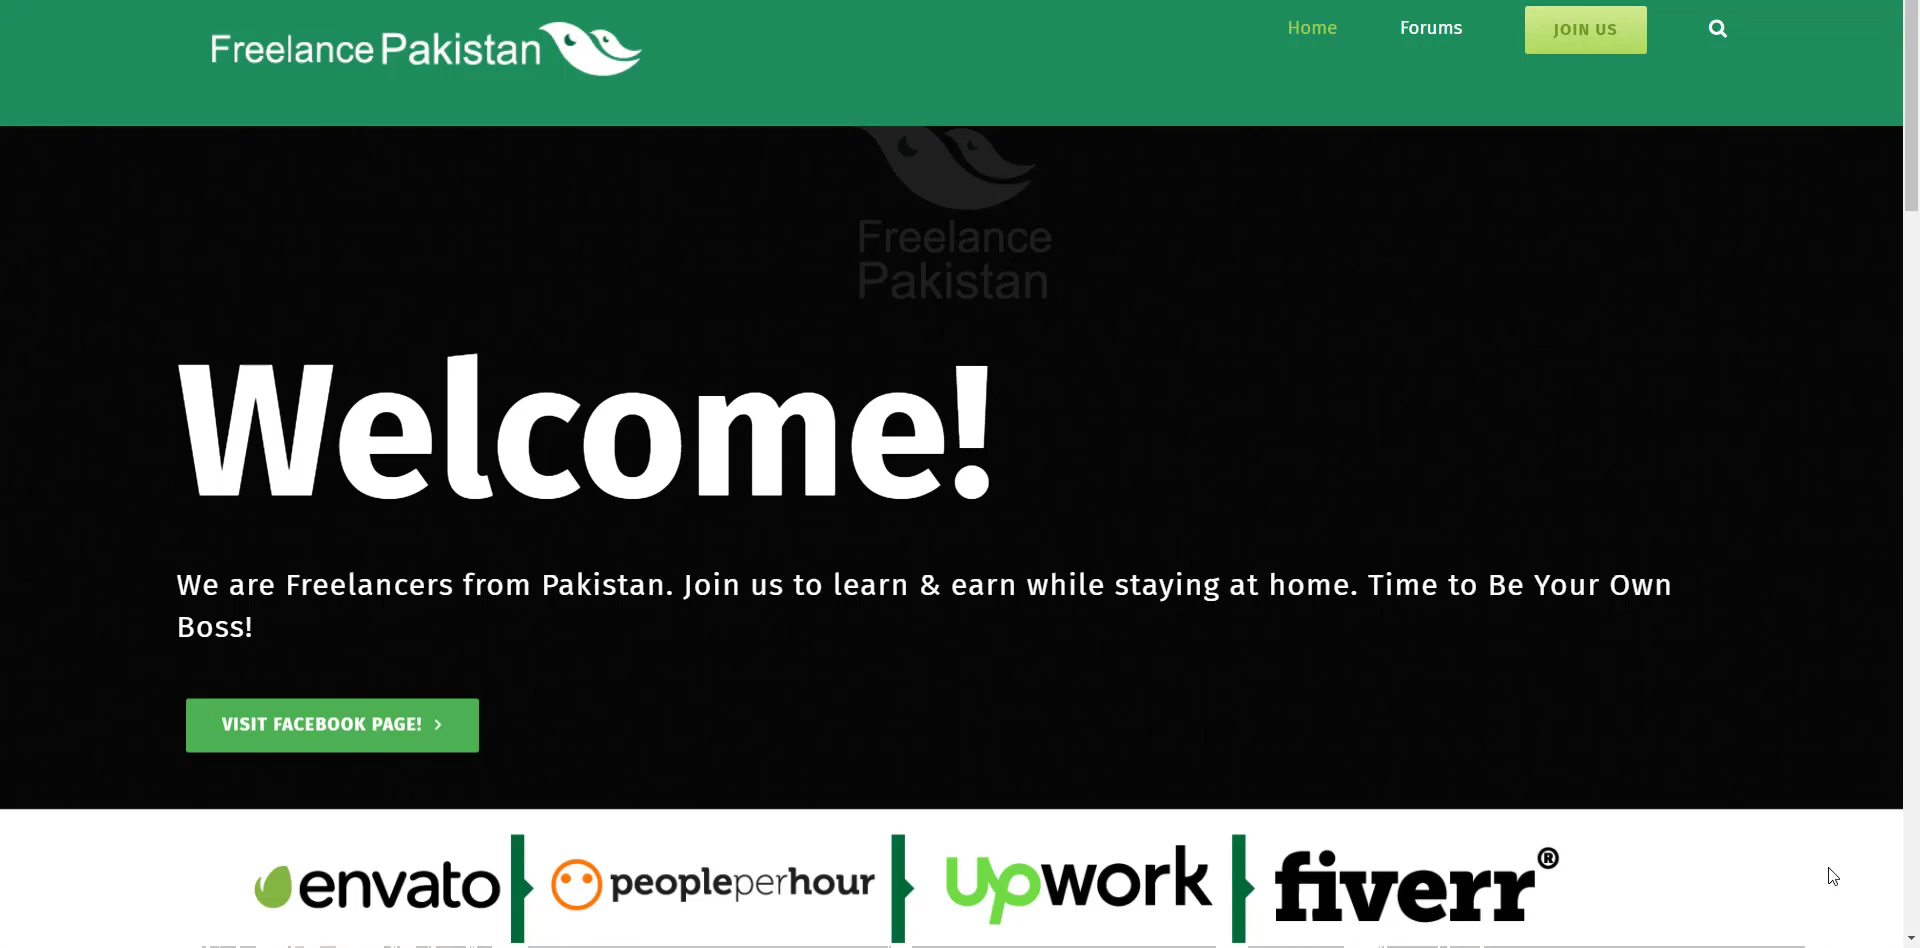 Freelance Pakistan
Home
Forums
JOIN US
Freelance
Pakistan
Welcome!
We are Freelancers from Pakistan. Join us to learn & earn while staying at home. Time to Be Your Own
Boss!
VISIT FACEBOOK PAGE!
envato
peopleperhour
upwork
fiverr®